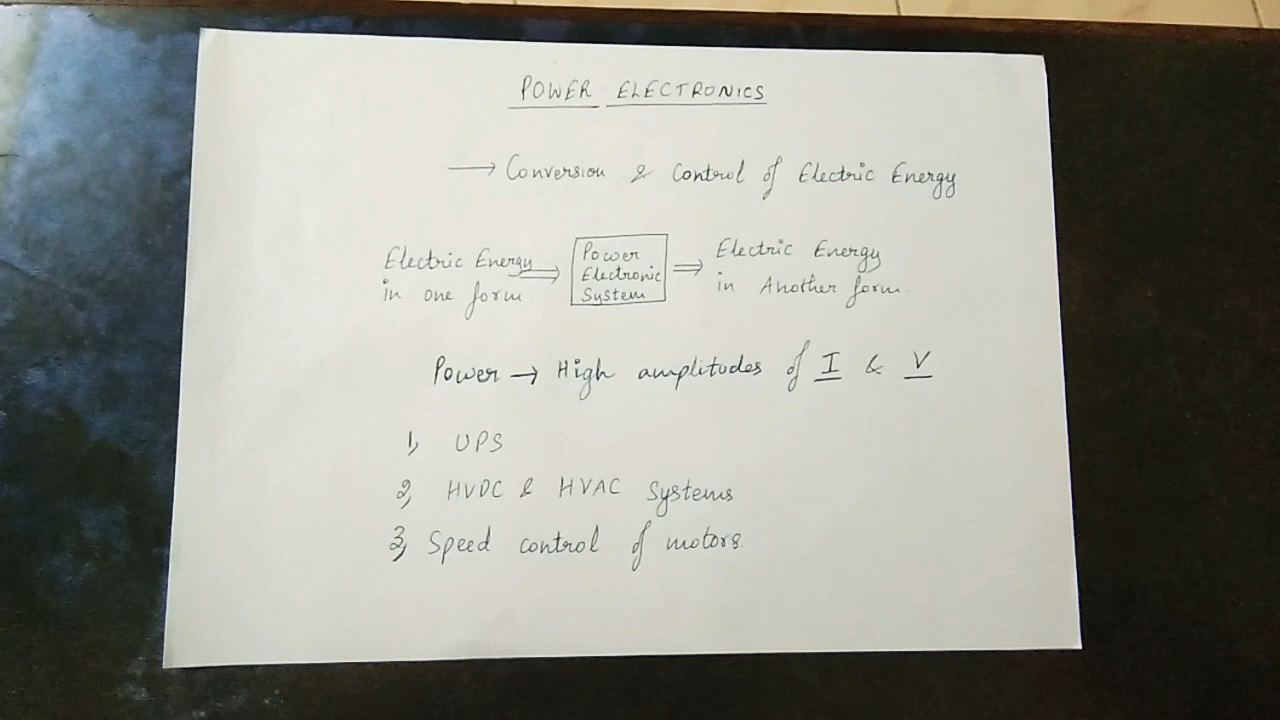 POWER ELECTRONICS
→ Conversion & Control of Electric Energy
Electric Energy in one form ⇒ Power Electronic System ⇒ Electric Energy in Another form.
Power → High amplitudes of I & V
1, UPS
2, HVDC & HVAC Systems
3, Speed control of motors.